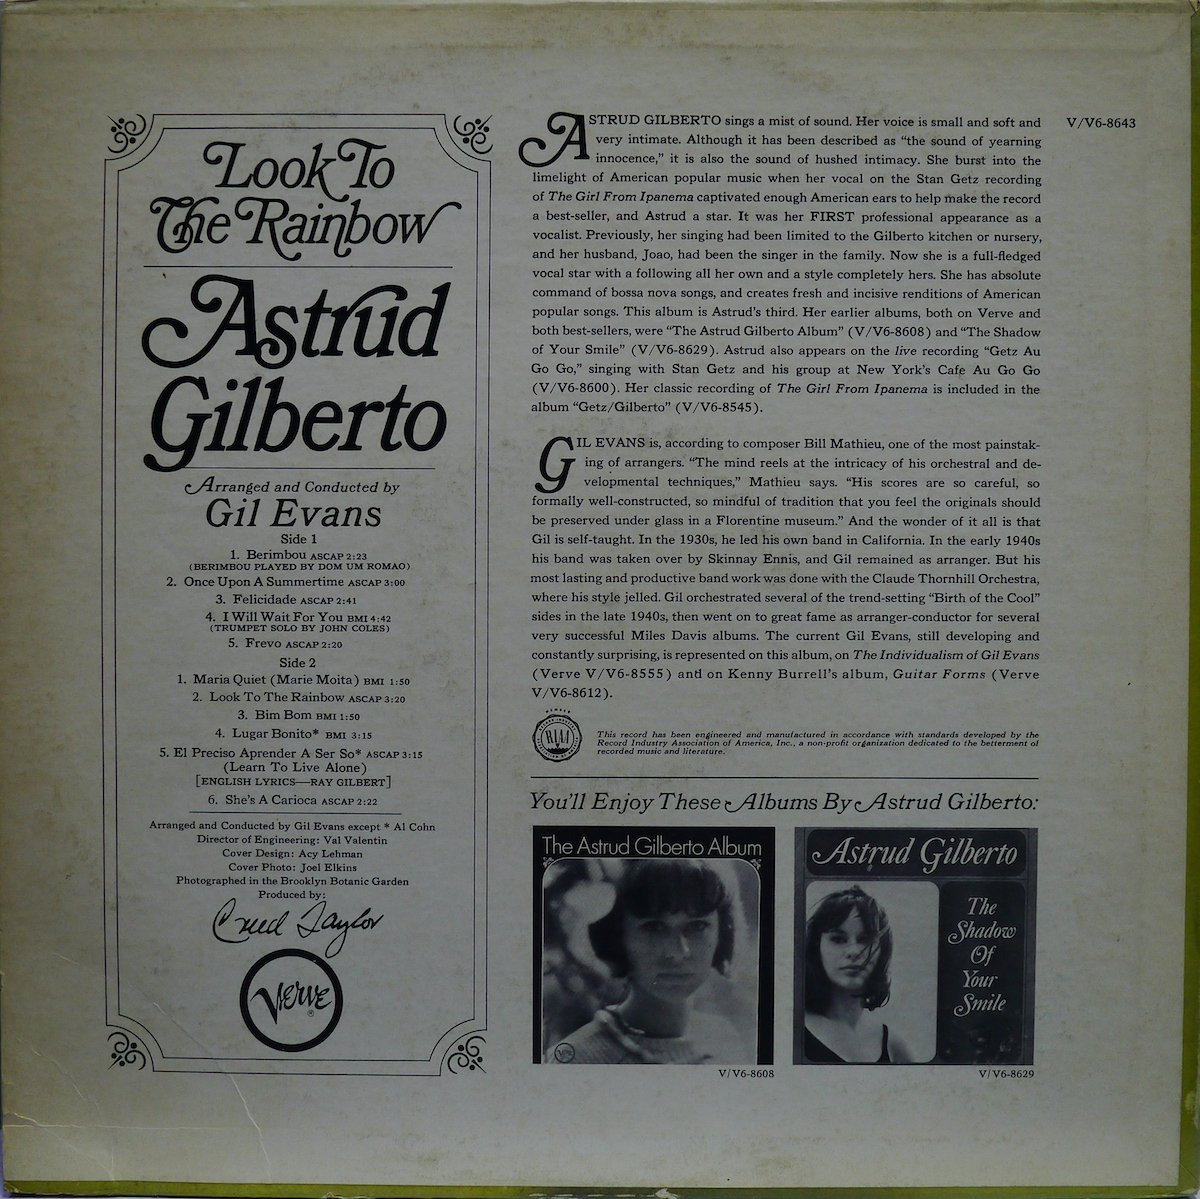 Look To
The Rainbow
Astrud
Gilberto
Arranged and Conducted by
Gil Evans
Side 1
1. Berimbou ASCAP 2:23
(BERIMBOU PLAYED BY DOM UM ROMAO)
2. Once Upon A Summertime ASCAP 3:00
3. Felicidade ASCAP 2:41
4. I Will Wait For You BMI 4:42
(TRUMPET SOLO BY JOHN COLES)
5. Frevo ASCAP 2:20
Side 2
1. Maria Quiet (Marie Moita) BMI 1:50
2. Look To The Rainbow ASCAP 3:20
3. Bim Bom BMI 1:50
4. Lugar Bonito* BMI 3:15
5. El Preciso Aprender A Ser So* ASCAP 3:15
(Learn To Live Alone)
[ENGLISH LYRICS—RAY GILBERT]
6. She's A Carioca ASCAP 2:22
Arranged and Conducted by Gil Evans except * Al Cohn
Director of Engineering: Val Valentin
Cover Design: Acy Lehman
Cover Photo: Joel Elkins
Photographed in the Brooklyn Botanic Garden
Produced by:
Creed Taylor
Verve
®
ASTRUD GILBERTO sings a mist of sound. Her voice is small and soft and
very intimate. Although it has been described as “the sound of yearning
innocence,” it is also the sound of hushed intimacy. She burst into the
limelight of American popular music when her vocal on the Stan Getz recording
of The Girl From Ipanema captivated enough American ears to help make the record
a best-seller, and Astrud a star. It was her FIRST professional appearance as a
vocalist. Previously, her singing had been limited to the Gilberto kitchen or nursery,
and her husband, Joao, had been the singer in the family. Now she is a full-fledged
vocal star with a following all her own and a style completely hers. She has absolute
command of bossa nova songs, and creates fresh and incisive renditions of American
popular songs. This album is Astrud's third. Her earlier albums, both on Verve and
both best-sellers, were “The Astrud Gilberto Album” (V/V6-8608) and “The Shadow
of Your Smile” (V/V6-8629). Astrud also appears on the live recording “Getz Au
Go Go,” singing with Stan Getz and his group at New York's Cafe Au Go Go
(V/V6-8600). Her classic recording of The Girl From Ipanema is included in the
album “Getz/Gilberto” (V/V6-8545).
V/V6-8643
GIL EVANS is, according to composer Bill Mathieu, one of the most painstak-
ing of arrangers. “The mind reels at the intricacy of his orchestral and de-
velopmental techniques,” Mathieu says. “His scores are so careful, so
formally well-constructed, so mindful of tradition that you feel the originals should
be preserved under glass in a Florentine museum.” And the wonder of it all is that
Gil is self-taught. In the 1930s, he led his own band in California. In the early 1940s
his band was taken over by Skinnay Ennis, and Gil remained as arranger. But his
most lasting and productive band work was done with the Claude Thornhill Orchestra,
where his style jelled. Gil orchestrated several of the trend-setting “Birth of the Cool”
sides in the late 1940s, then went on to great fame as arranger-conductor for several
very successful Miles Davis albums. The current Gil Evans, still developing and
constantly surprising, is represented on this album, on The Individualism of Gil Evans
(Verve V/V6-8555) and on Kenny Burrell's album, Guitar Forms (Verve
V/V6-8612).
MEMBER
RIAA
This record has been engineered and manufactured in accordance with standards developed by the
Record Industry Association of America, Inc., a non-profit organization dedicated to the betterment of
recorded music and literature.
You'll Enjoy These Albums By Astrud Gilberto:
The Astrud Gilberto Album
Verve
V/V6-8608
Astrud Gilberto
The
Shadow
Of
Your
Smile
V/V6-8629